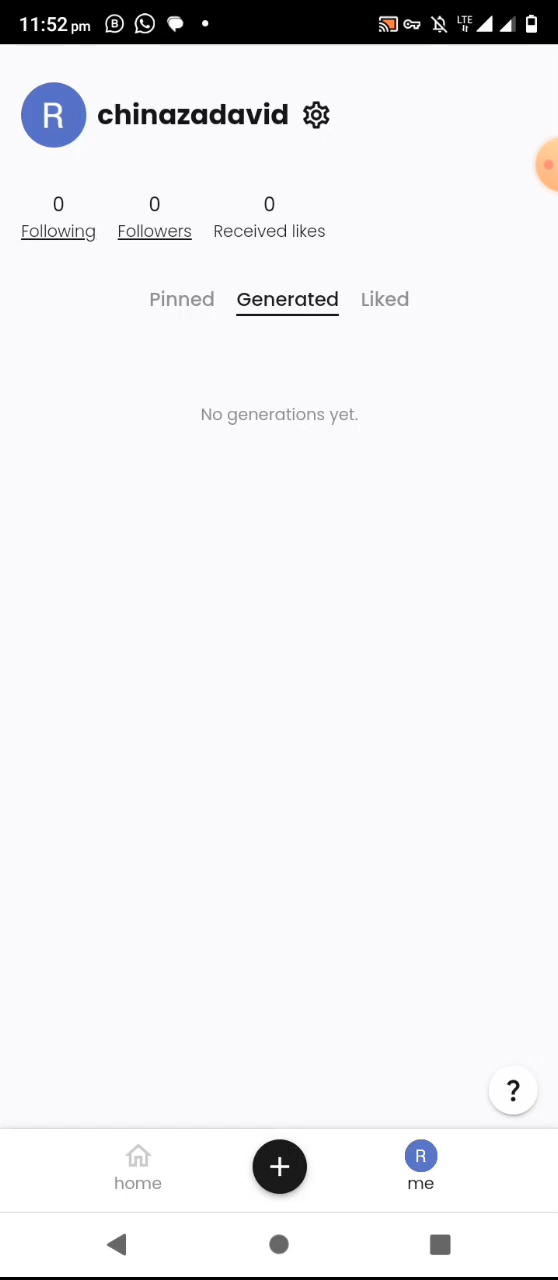 11:52 pm B LTE
R chinazadavid
0 0 0
Following Followers Received likes
Pinned Generated Liked
No generations yet.
?
+ R
home me